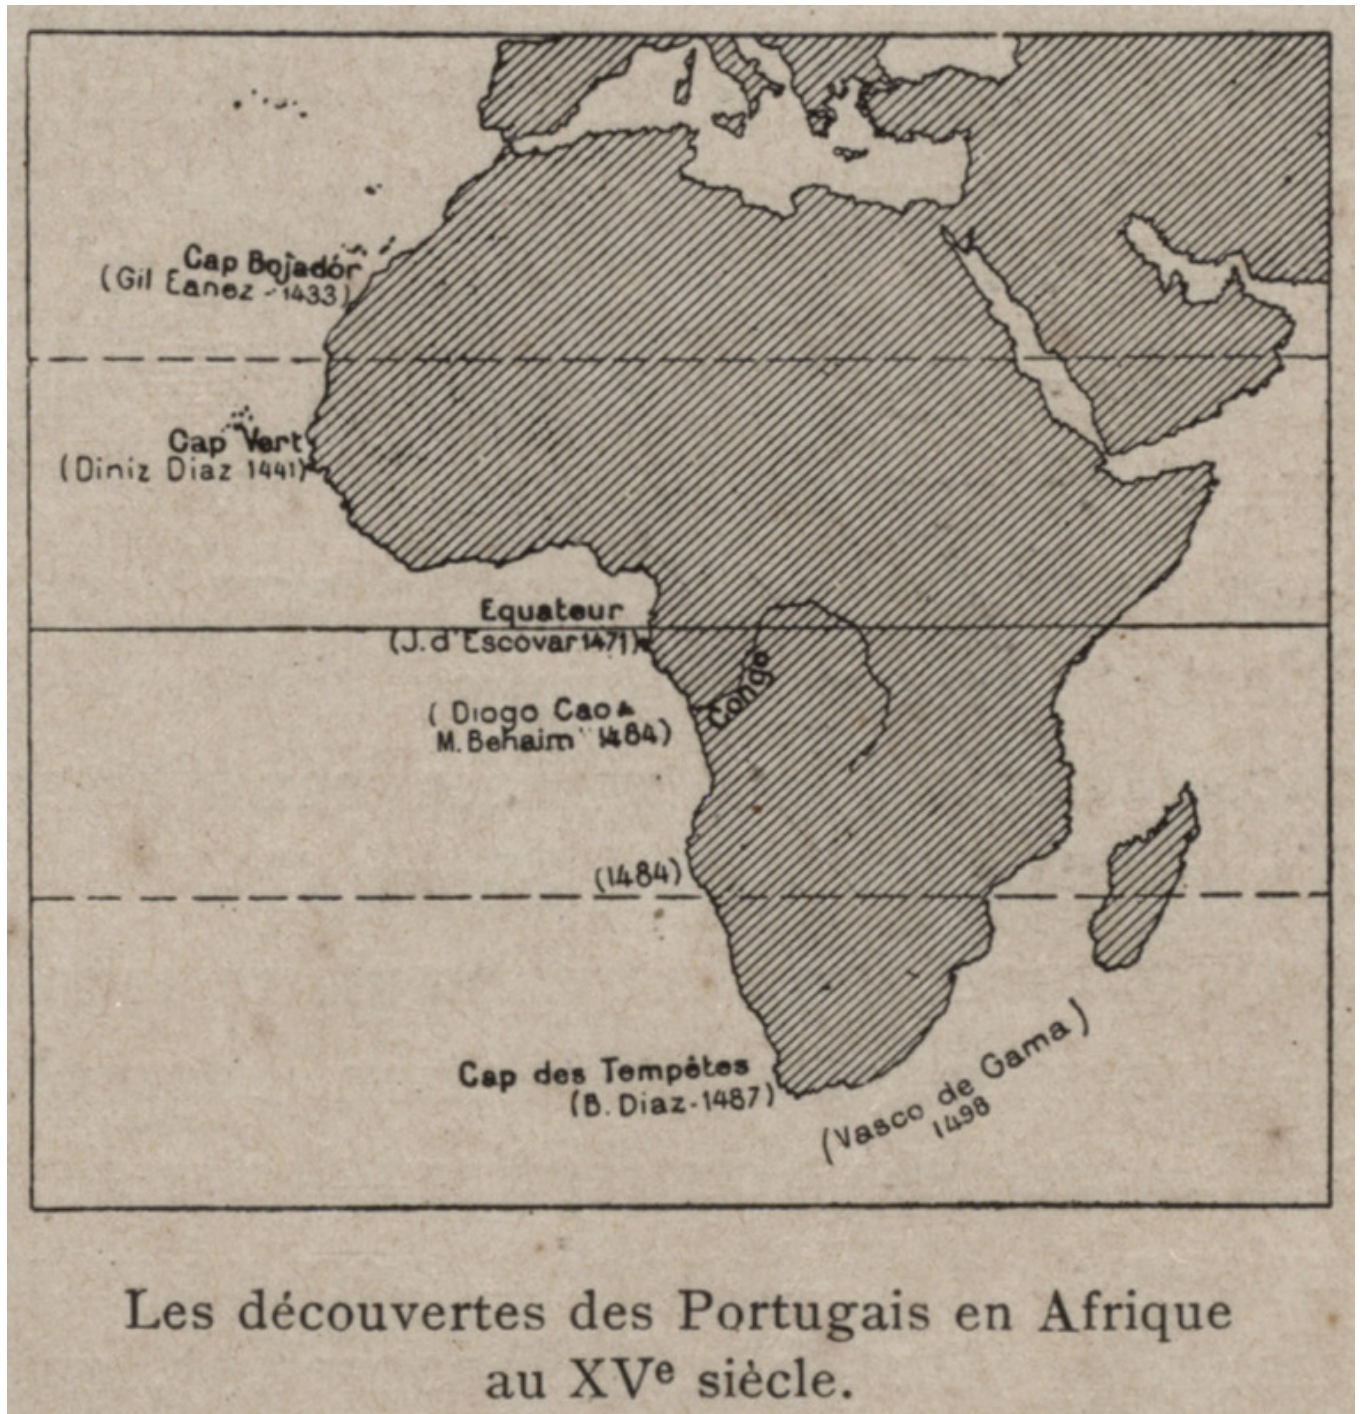 Cap Bojadór
(Gil Eanez - 1433)
Cap Vert
(Diniz Diaz 1441)
Equateur
(J. d'Escovar 1471)
Congo
(Diogo Cao &
M. Behaim 1484)
(1484)
Cap des Tempêtes
(B. Diaz - 1487)
(Vasco de Gama)
1498
Les découvertes des Portugais en Afrique
au XVe siècle.